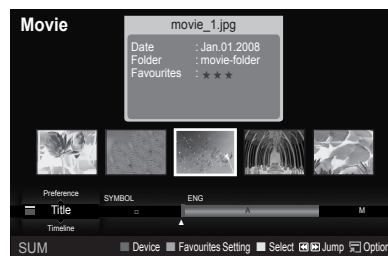 Movie
movie_1.jpg
Date : Jan.01.2008
Folder : movie-folder
Favourites : ★ ★ ★
Preference
SYMBOL ENG
Title A M
Timeline
SUM Device Favourites Setting Select Jump Option